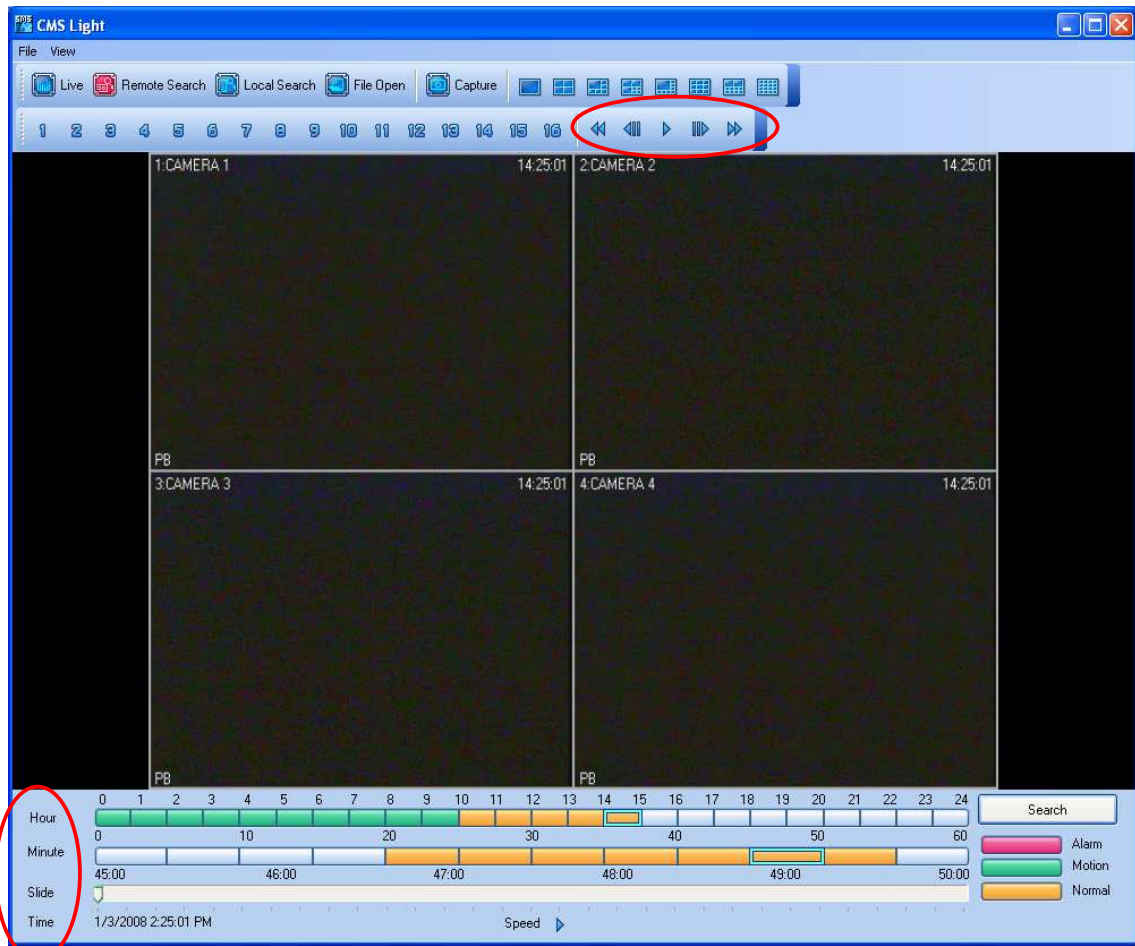 SMS CMS Light
File View
Live Remote Search Local Search File Open Capture
1 2 3 4 5 6 7 8 9 10 11 12 13 14 15 16
1:CAMERA 1 14:25:01 2:CAMERA 2 14:25:01
PB PB
3:CAMERA 3 14:25:01 4:CAMERA 4 14:25:01
PB PB
0 1 2 3 4 5 6 7 8 9 10 11 12 13 14 15 16 17 18 19 20 21 22 23 24 Search
Hour
0 10 20 30 40 50 60
Minute Alarm
45:00 46:00 47:00 48:00 49:00 50:00 Motion
Slide Normal
Time 1/3/2008 2:25:01 PM Speed